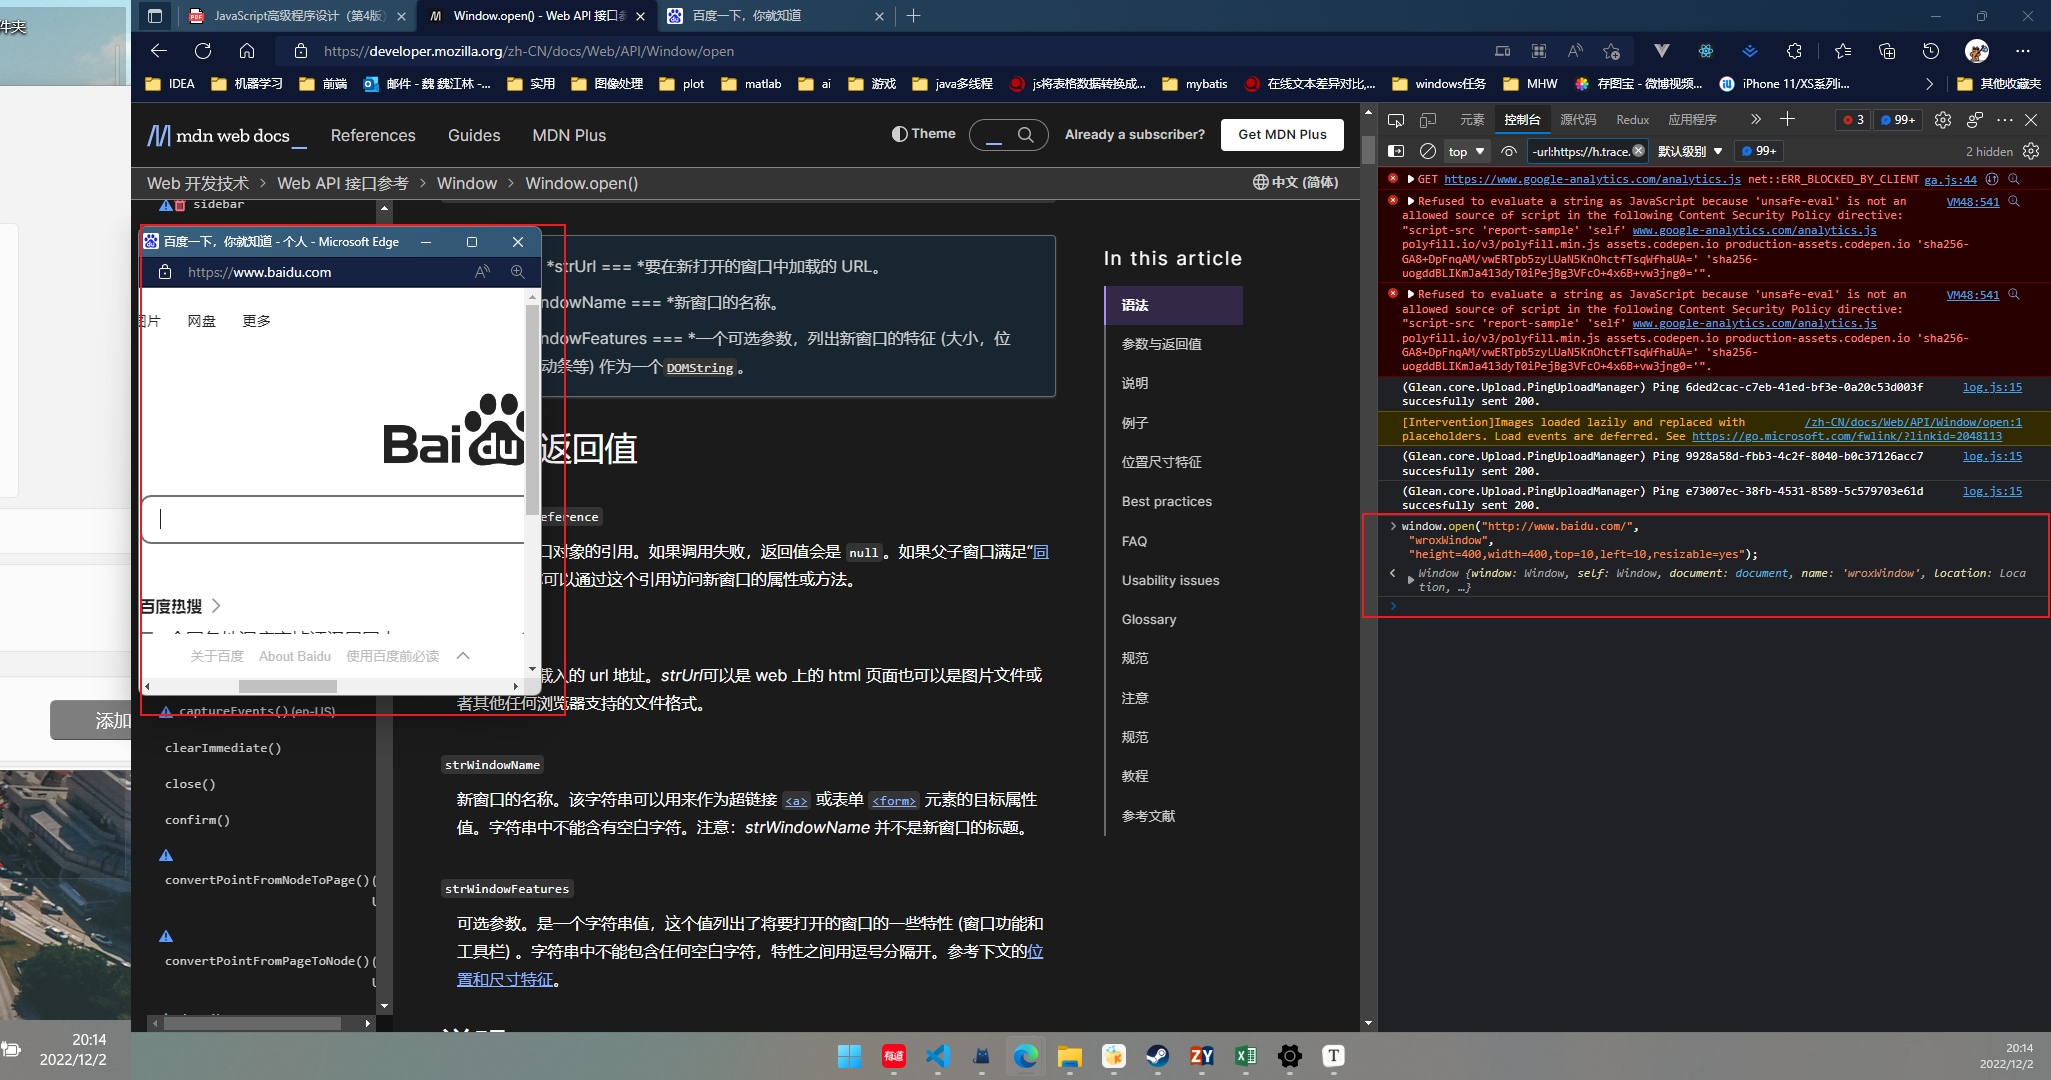 件夹
JavaScript高级程序设计（第4版）
Window.open() - Web API 接口参
百度一下，你就知道
https://developer.mozilla.org/zh-CN/docs/Web/API/Window/open
IDEA
机器学习
前端
邮件 - 魏 魏江林 -...
实用
图像处理
plot
matlab
ai
游戏
java多线程
js将表格数据转换成...
mybatis
在线文本差异对比,...
windows任务
MHW
存图宝 - 微博视频...
iPhone 11/XS系列i...
其他收藏夹
mdn web docs
References
Guides
MDN Plus
Theme
Already a subscriber?
Get MDN Plus
Web 开发技术 > Web API 接口参考 > Window > Window.open()
中文 (简体)
sidebar
百度一下，你就知道 - 个人 - Microsoft Edge
https://www.baidu.com
图片
网盘
更多
Bai du
百度热搜
关于百度
About Baidu
使用百度前必读
captureEvents() (en-US)
clearImmediate()
close()
confirm()
convertPointFromNodeToPage()(
convertPointFromPageToNode()(
*strUrl === *要在新打开的窗口中加载的 URL。
ndowName === *新窗口的名称。
ndowFeatures === *一个可选参数，列出新窗口的特征 (大小，位
动条等) 作为一个 DOMString 。
返回值
eference
口对象的引用。如果调用失败，返回值会是 null 。如果父子窗口满足“同
可以通过这个引用访问新窗口的属性或方法。
载入的 url 地址。strUrl可以是 web 上的 html 页面也可以是图片文件或
者其他任何浏览器支持的文件格式。
strWindowName
新窗口的名称。该字符串可以用来作为超链接 <a> 或表单 <form> 元素的目标属性
值。字符串中不能含有空白字符。注意：strWindowName 并不是新窗口的标题。
strWindowFeatures
可选参数。是一个字符串值，这个值列出了将要打开的窗口的一些特性 (窗口功能和
工具栏) 。字符串中不能包含任何空白字符，特性之间用逗号分隔开。参考下文的位
置和尺寸特征。
In this article
语法
参数与返回值
说明
例子
位置尺寸特征
Best practices
FAQ
Usability issues
Glossary
规范
注意
规范
教程
参考文献
元素
控制台
源代码
Redux
应用程序
3
99+
top
-url:https://h.trace.
默认级别
99+
2 hidden
GET https://www.google-analytics.com/analytics.js net::ERR_BLOCKED_BY_CLIENT ga.js:44
Refused to evaluate a string as JavaScript because 'unsafe-eval' is not an VM48:541
allowed source of script in the following Content Security Policy directive:
"script-src 'report-sample' 'self' www.google-analytics.com/analytics.js
polyfill.io/v3/polyfill.min.js assets.codepen.io production-assets.codepen.io 'sha256-
GA8+DpFnqAM/vwERTpb5zyLUaN5KnOhctfTsqWfhaUA=' 'sha256-
uogddBLIKmJa413dyT0iPejBg3VFcO+4x6B+vw3jng0='".
Refused to evaluate a string as JavaScript because 'unsafe-eval' is not an VM48:541
allowed source of script in the following Content Security Policy directive:
"script-src 'report-sample' 'self' www.google-analytics.com/analytics.js
polyfill.io/v3/polyfill.min.js assets.codepen.io production-assets.codepen.io 'sha256-
GA8+DpFnqAM/vwERTpb5zyLUaN5KnOhctfTsqWfhaUA=' 'sha256-
uogddBLIKmJa413dyT0iPejBg3VFcO+4x6B+vw3jng0='".
(Glean.core.Upload.PingUploadManager) Ping 6ded2cac-c7eb-41ed-bf3e-0a20c53d003f log.js:15
succesfully sent 200.
[Intervention]Images loaded lazily and replaced with /zh-CN/docs/Web/API/Window/open:1
placeholders. Load events are deferred. See https://go.microsoft.com/fwlink/?linkid=2048113
(Glean.core.Upload.PingUploadManager) Ping 9928a58d-fbb3-4c2f-8040-b0c37126acc7 log.js:15
succesfully sent 200.
(Glean.core.Upload.PingUploadManager) Ping e73007ec-38fb-4531-8589-5c579703e61d log.js:15
succesfully sent 200.
window.open("http://www.baidu.com/",
"wroxWindow",
"height=400,width=400,top=10,left=10,resizable=yes");
Window {window: Window, self: Window, document: document, name: 'wroxWindow', location: Loca
tion, …}
添加
20:14
2022/12/2
有道
ZY
T
20:14
2022/12/2